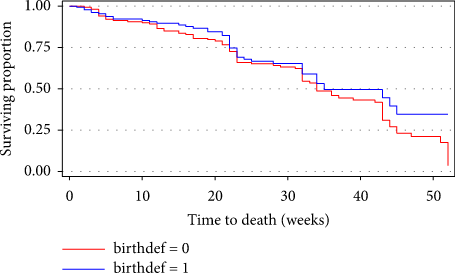 1.00
0.75
0.50
0.25
0.00
Surviving proportion
0 10 20 30 40 50
Time to death (weeks)
birthdef = 0
birthdef = 1